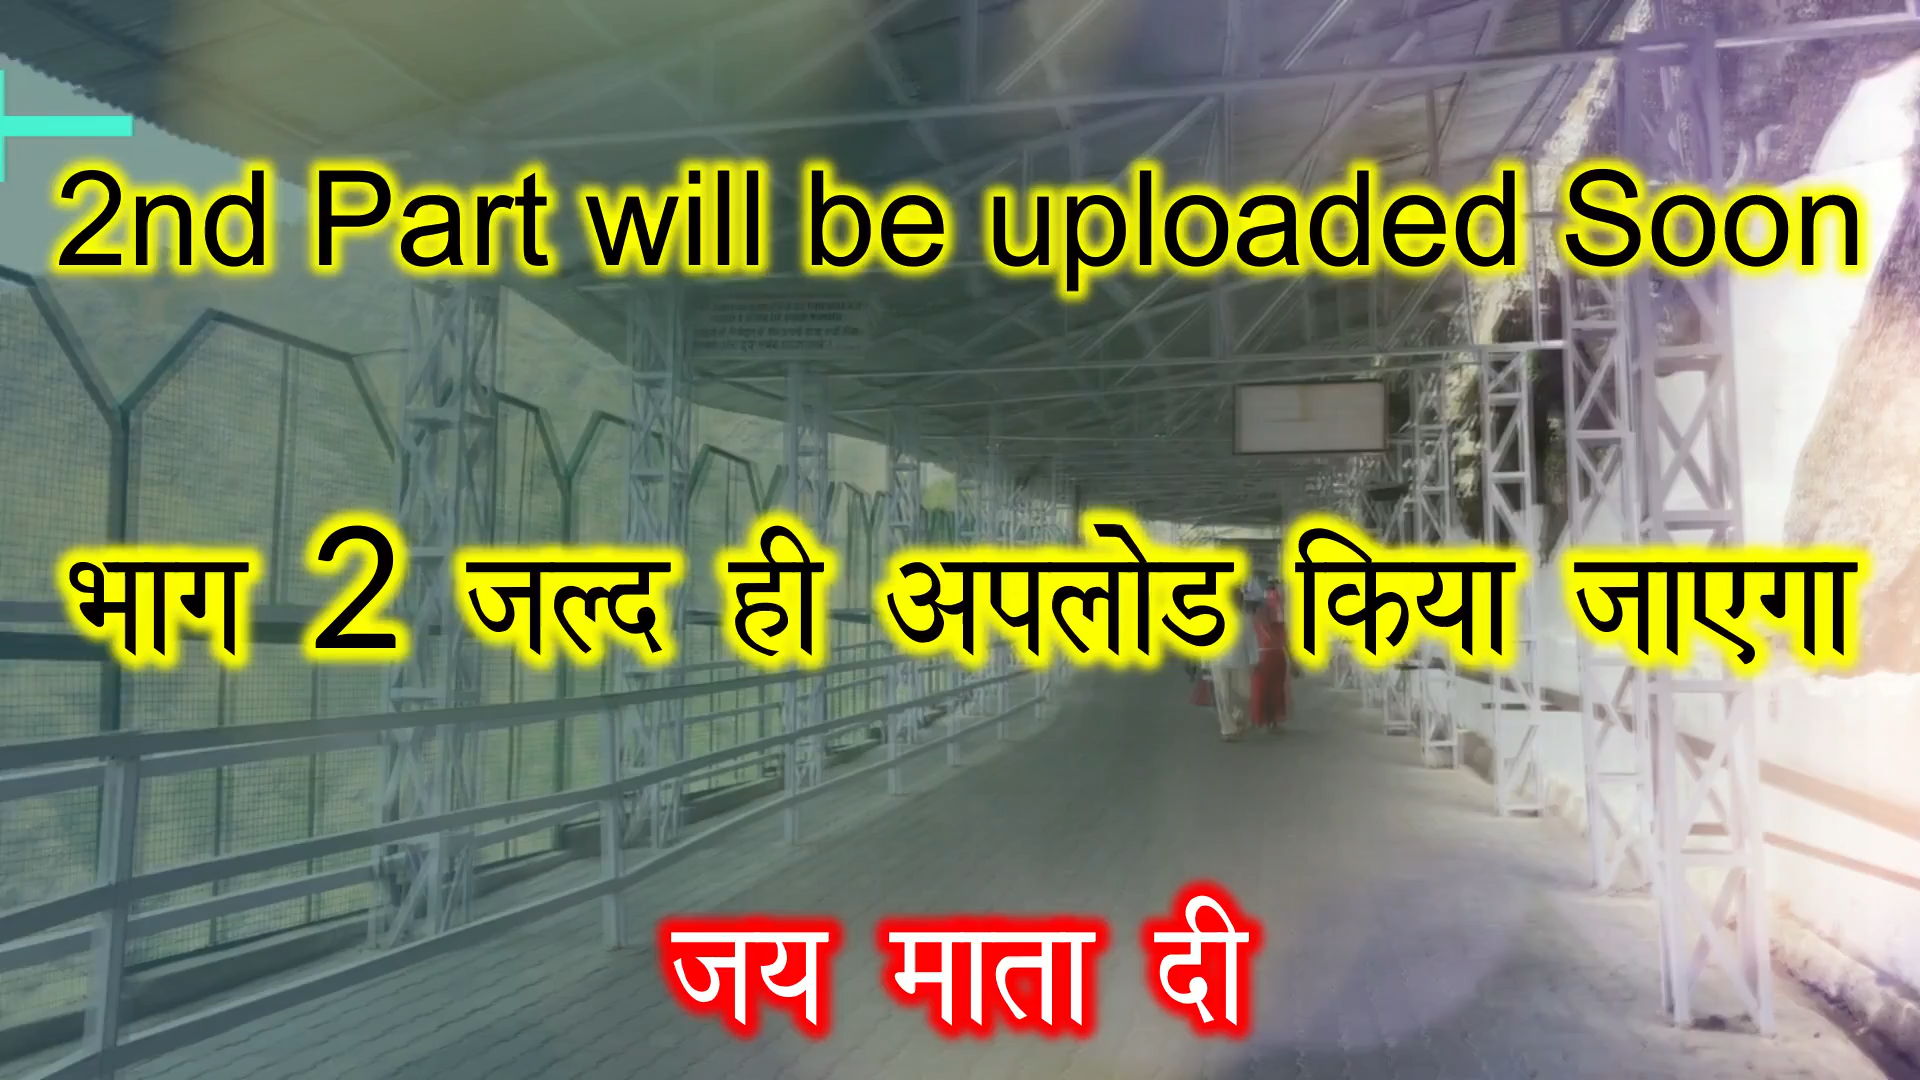 2nd Part will be uploaded Soon
भाग 2 जल्द ही अपलोड किया जाएगा
जय माता दी